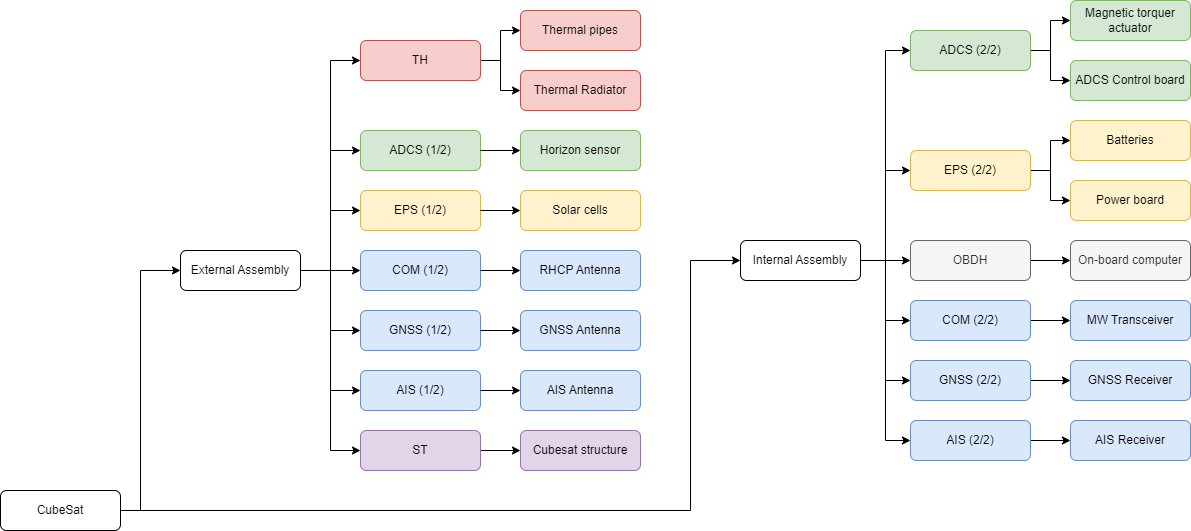 CubeSat
External Assembly
TH
Thermal pipes
Thermal Radiator
ADCS (1/2)
Horizon sensor
EPS (1/2)
Solar cells
COM (1/2)
RHCP Antenna
GNSS (1/2)
GNSS Antenna
AIS (1/2)
AIS Antenna
ST
Cubesat structure
Internal Assembly
ADCS (2/2)
Magnetic torquer
actuator
ADCS Control board
EPS (2/2)
Batteries
Power board
OBDH
On-board computer
COM (2/2)
MW Transceiver
GNSS (2/2)
GNSS Receiver
AIS (2/2)
AIS Receiver